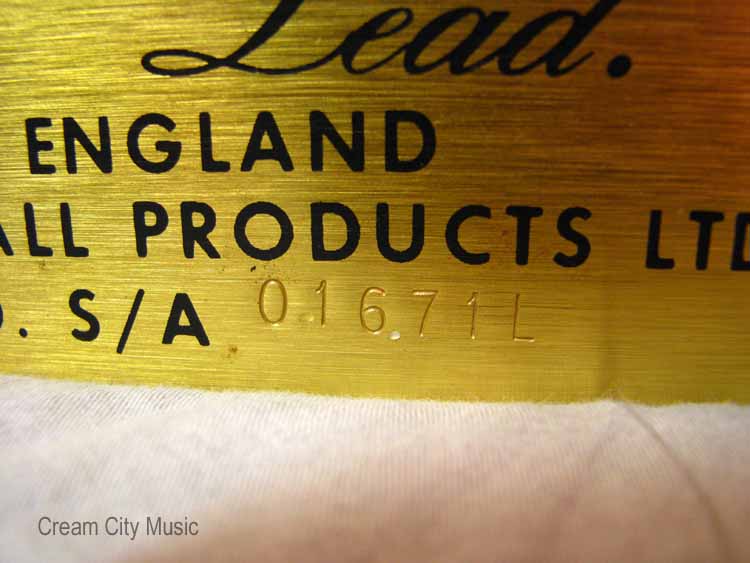 Lead.
ENGLAND
ALL PRODUCTS LTD
O. S/A 01671L
Cream City Music